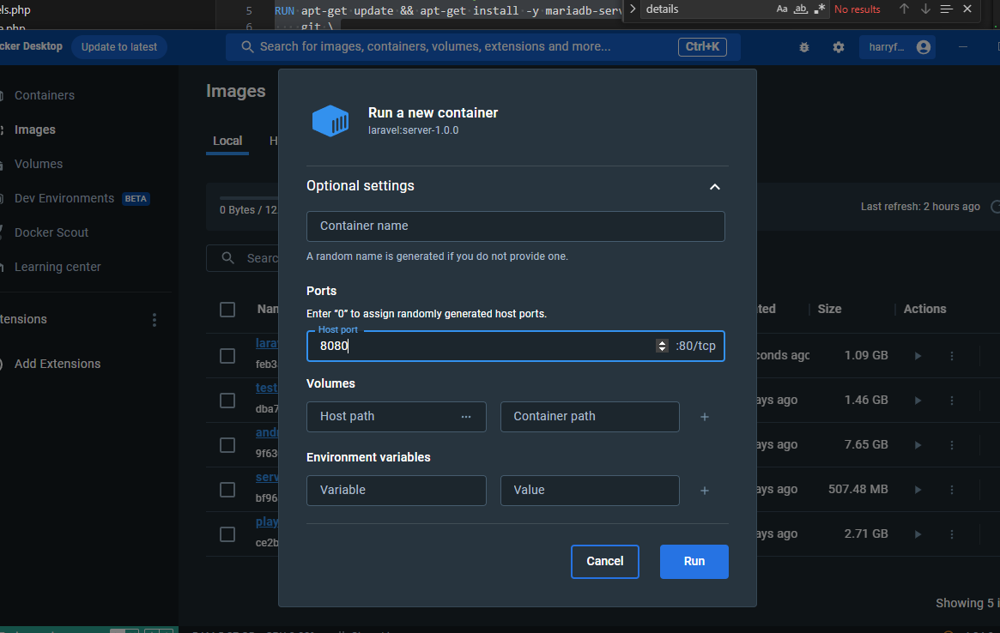 els.php
5 RUN apt-get update && apt-get install -y mariadb-serv
details
Aa ab .* No results
e.php
6 git \
cker Desktop
Update to latest
Search for images, containers, volumes, extensions and more...
Ctrl+K
harryf...
Containers
Images
Volumes
Dev Environments BETA
Docker Scout
Learning center
tensions
Add Extensions
Images
Local H
0 Bytes / 12.
Last refresh: 2 hours ago
Searc
Nan ted Size Actions
lara
feb3 conds ago 1.09 GB
test
dba7 ays ago 1.46 GB
andr
9f63 ays ago 7.65 GB
serv
bf96 ays ago 507.48 MB
play
ce2b ays ago 2.71 GB
Showing 5 i
Run a new container
laravel:server-1.0.0
Optional settings
Container name
A random name is generated if you do not provide one.
Ports
Enter “0” to assign randomly generated host ports.
Host port
8080 :80/tcp
Volumes
Host path ... Container path +
Environment variables
Variable Value +
Cancel Run